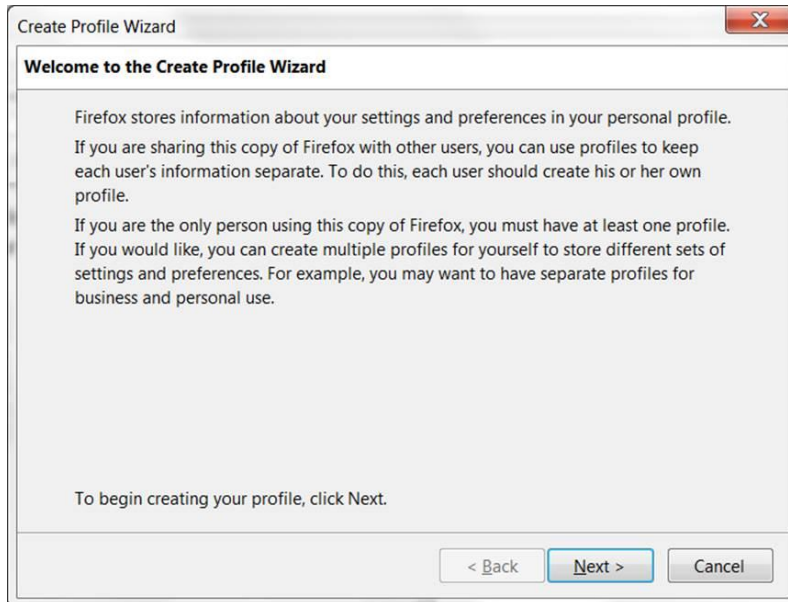 Create Profile Wizard
Welcome to the Create Profile Wizard
Firefox stores information about your settings and preferences in your personal profile.
If you are sharing this copy of Firefox with other users, you can use profiles to keep
each user's information separate. To do this, each user should create his or her own
profile.
If you are the only person using this copy of Firefox, you must have at least one profile.
If you would like, you can create multiple profiles for yourself to store different sets of
settings and preferences. For example, you may want to have separate profiles for
business and personal use.
To begin creating your profile, click Next.
< Back Next > Cancel